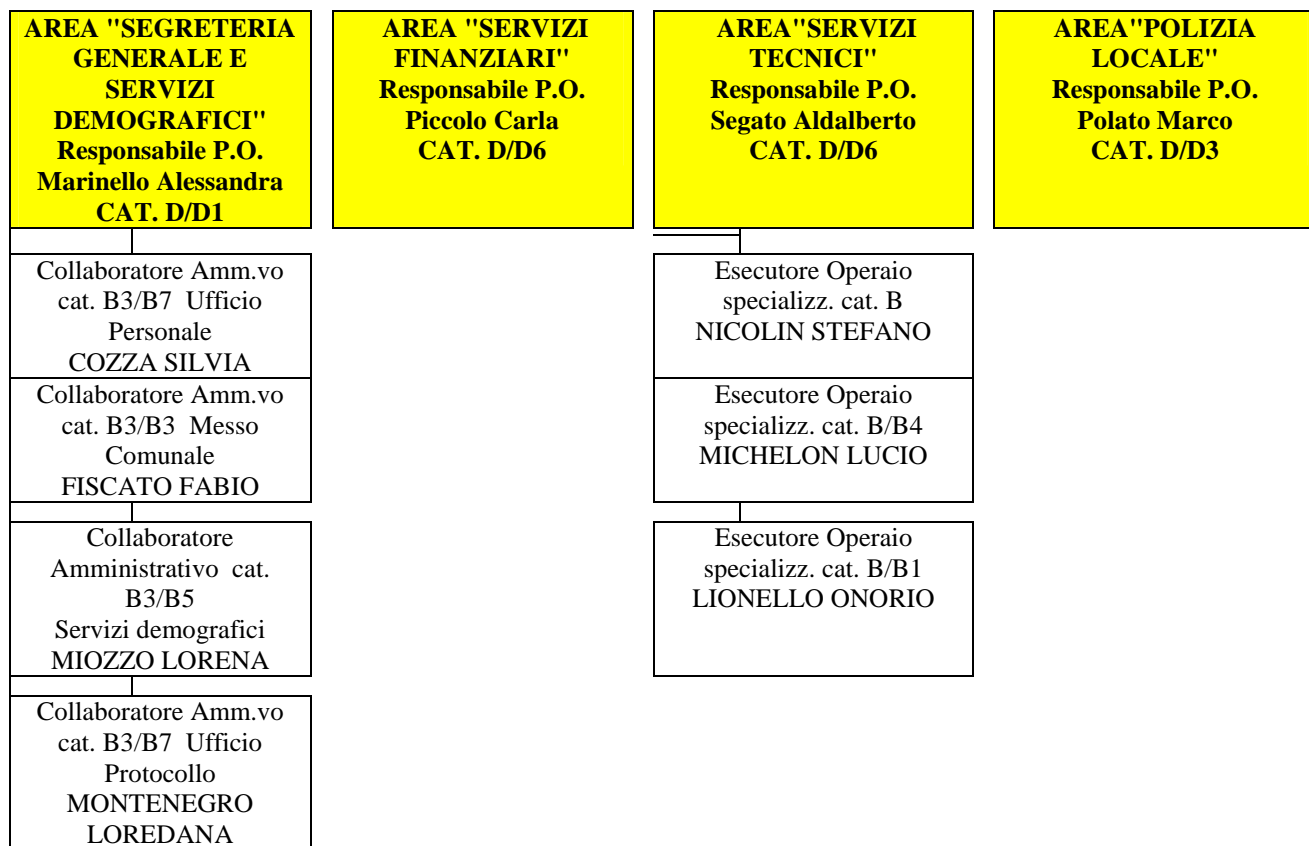 AREA "SEGRETERIA
GENERALE E
SERVIZI
DEMOGRAFICI"
Responsabile P.O.
Marinello Alessandra
CAT. D/D1
AREA "SERVIZI
FINANZIARI"
Responsabile P.O.
Piccolo Carla
CAT. D/D6
AREA"SERVIZI
TECNICI"
Responsabile P.O.
Segato Aldalberto
CAT. D/D6
AREA"POLIZIA
LOCALE"
Responsabile P.O.
Polato Marco
CAT. D/D3
Collaboratore Amm.vo
cat. B3/B7 Ufficio
Personale
COZZA SILVIA
Collaboratore Amm.vo
cat. B3/B3 Messo
Comunale
FISCATO FABIO
Collaboratore
Amministrativo cat.
B3/B5
Servizi demografici
MIOZZO LORENA
Collaboratore Amm.vo
cat. B3/B7 Ufficio
Protocollo
MONTENEGRO
LOREDANA
Esecutore Operaio
specializz. cat. B
NICOLIN STEFANO
Esecutore Operaio
specializz. cat. B/B4
MICHELON LUCIO
Esecutore Operaio
specializz. cat. B/B1
LIONELLO ONORIO